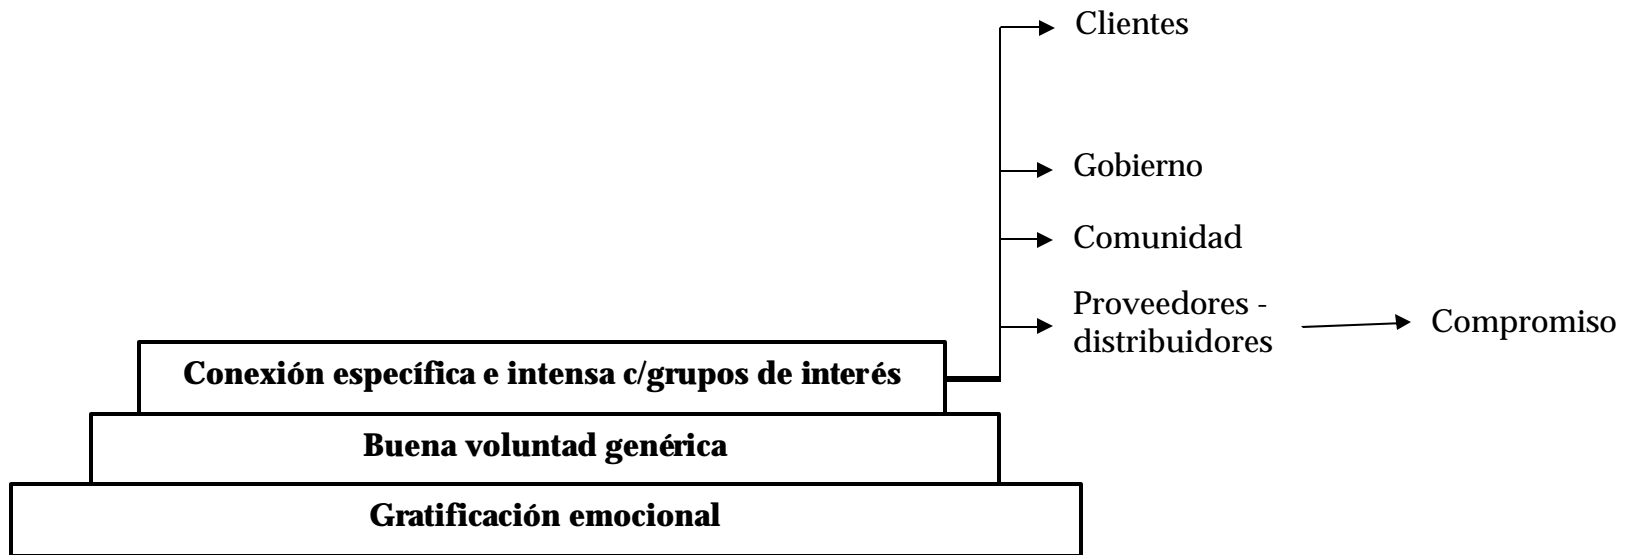 Clientes
Gobierno
Comunidad
Proveedores -
distribuidores
Compromiso
Conexión específica e intensa c/grupos de interés
Buena voluntad genérica
Gratificación emocional